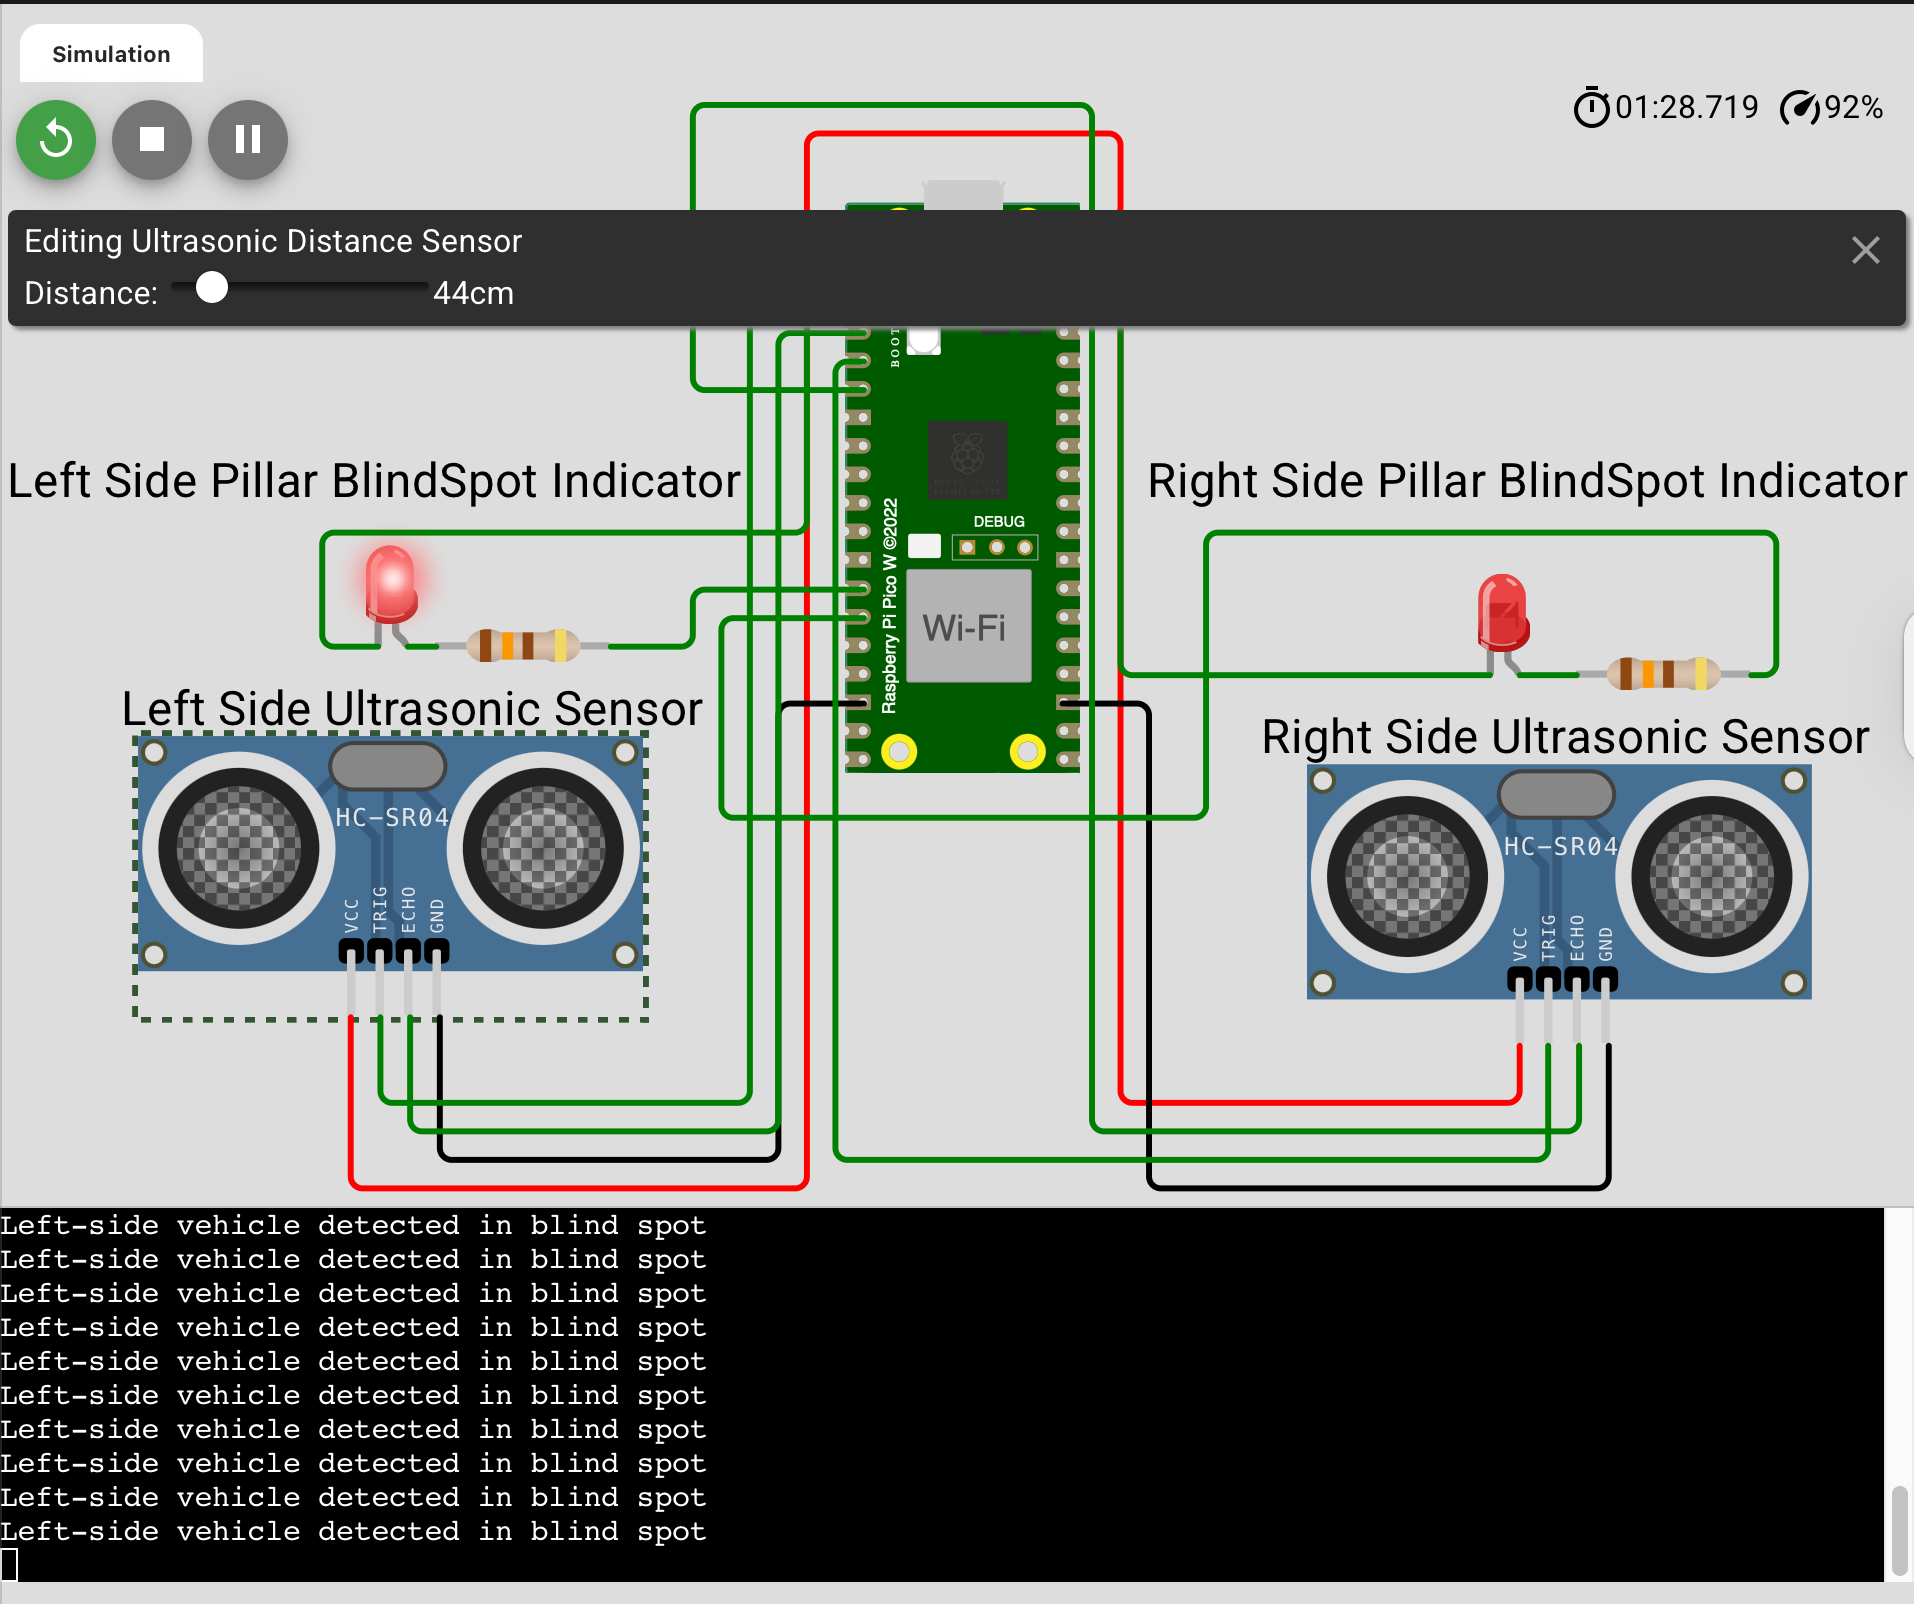 Simulation
01:28.719 92%
Editing Ultrasonic Distance Sensor
Distance: 44cm
BOOT
Left Side Pillar BlindSpot Indicator
Right Side Pillar BlindSpot Indicator
DEBUG
Raspberry Pi Pico W ©2022
Wi-Fi
Left Side Ultrasonic Sensor
Right Side Ultrasonic Sensor
HC-SR04
VCC
TRIG
ECHO
GND
HC-SR04
VCC
TRIG
ECHO
GND
Left-side vehicle detected in blind spot
Left-side vehicle detected in blind spot
Left-side vehicle detected in blind spot
Left-side vehicle detected in blind spot
Left-side vehicle detected in blind spot
Left-side vehicle detected in blind spot
Left-side vehicle detected in blind spot
Left-side vehicle detected in blind spot
Left-side vehicle detected in blind spot
Left-side vehicle detected in blind spot